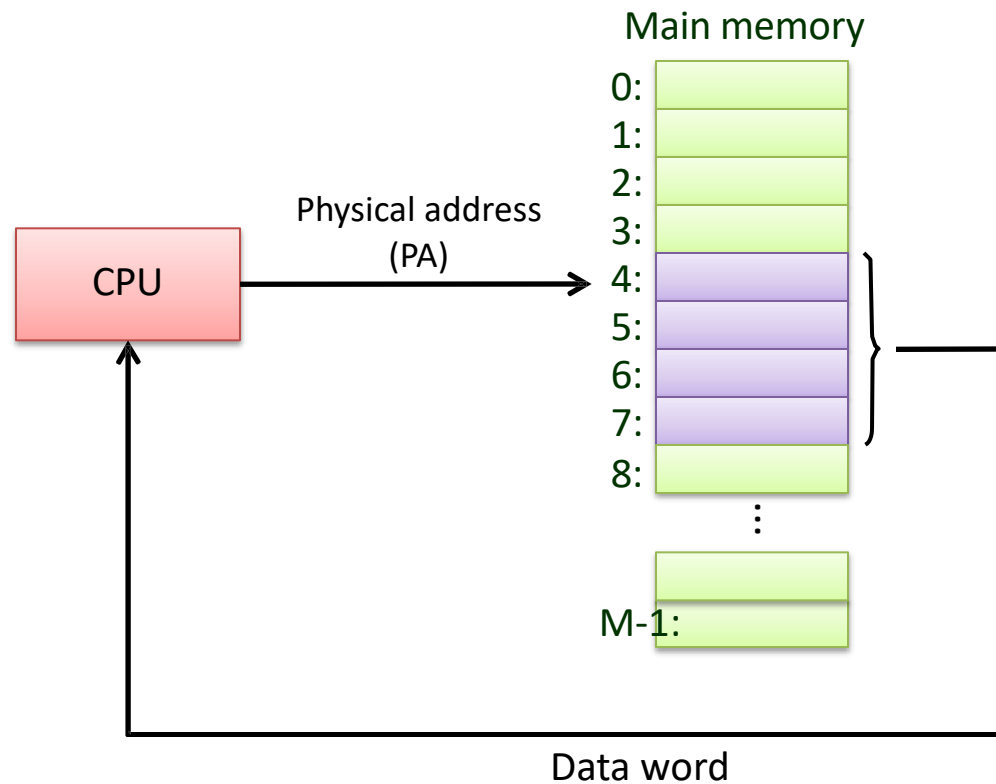 Main memory
0:
1:
2:
3:
4:
5:
6:
7:
8:
...
M-1:
Physical address
(PA)
CPU
Data word